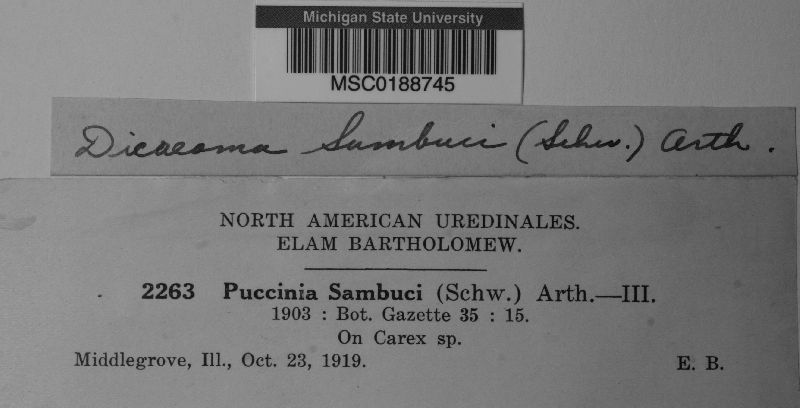 Michigan State University
MSC0188745
Dicaeoma Sambuci (Schw.) Arth.
NORTH AMERICAN UREDINALES.
ELAM BARTHOLOMEW.
2263 Puccinia Sambuci (Schw.) Arth.—III.
1903 : Bot. Gazette 35 : 15.
On Carex sp.
Middlegrove, Ill., Oct. 23, 1919. E. B.